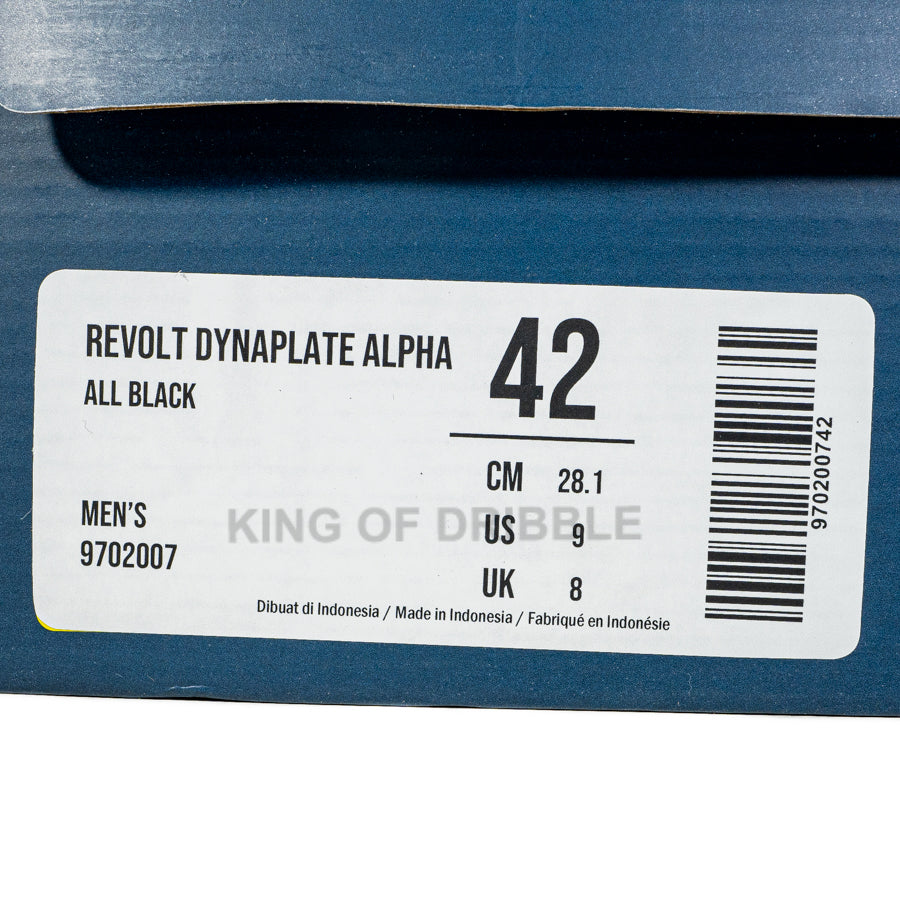 REVOLT DYNAPLATE ALPHA
ALL BLACK
42
CM 28.1
US 9
UK 8
MEN'S
9702007
KING OF DRIBBLE
Dibuat di Indonesia / Made in Indonesia / Fabriqué en Indonésie
970200742